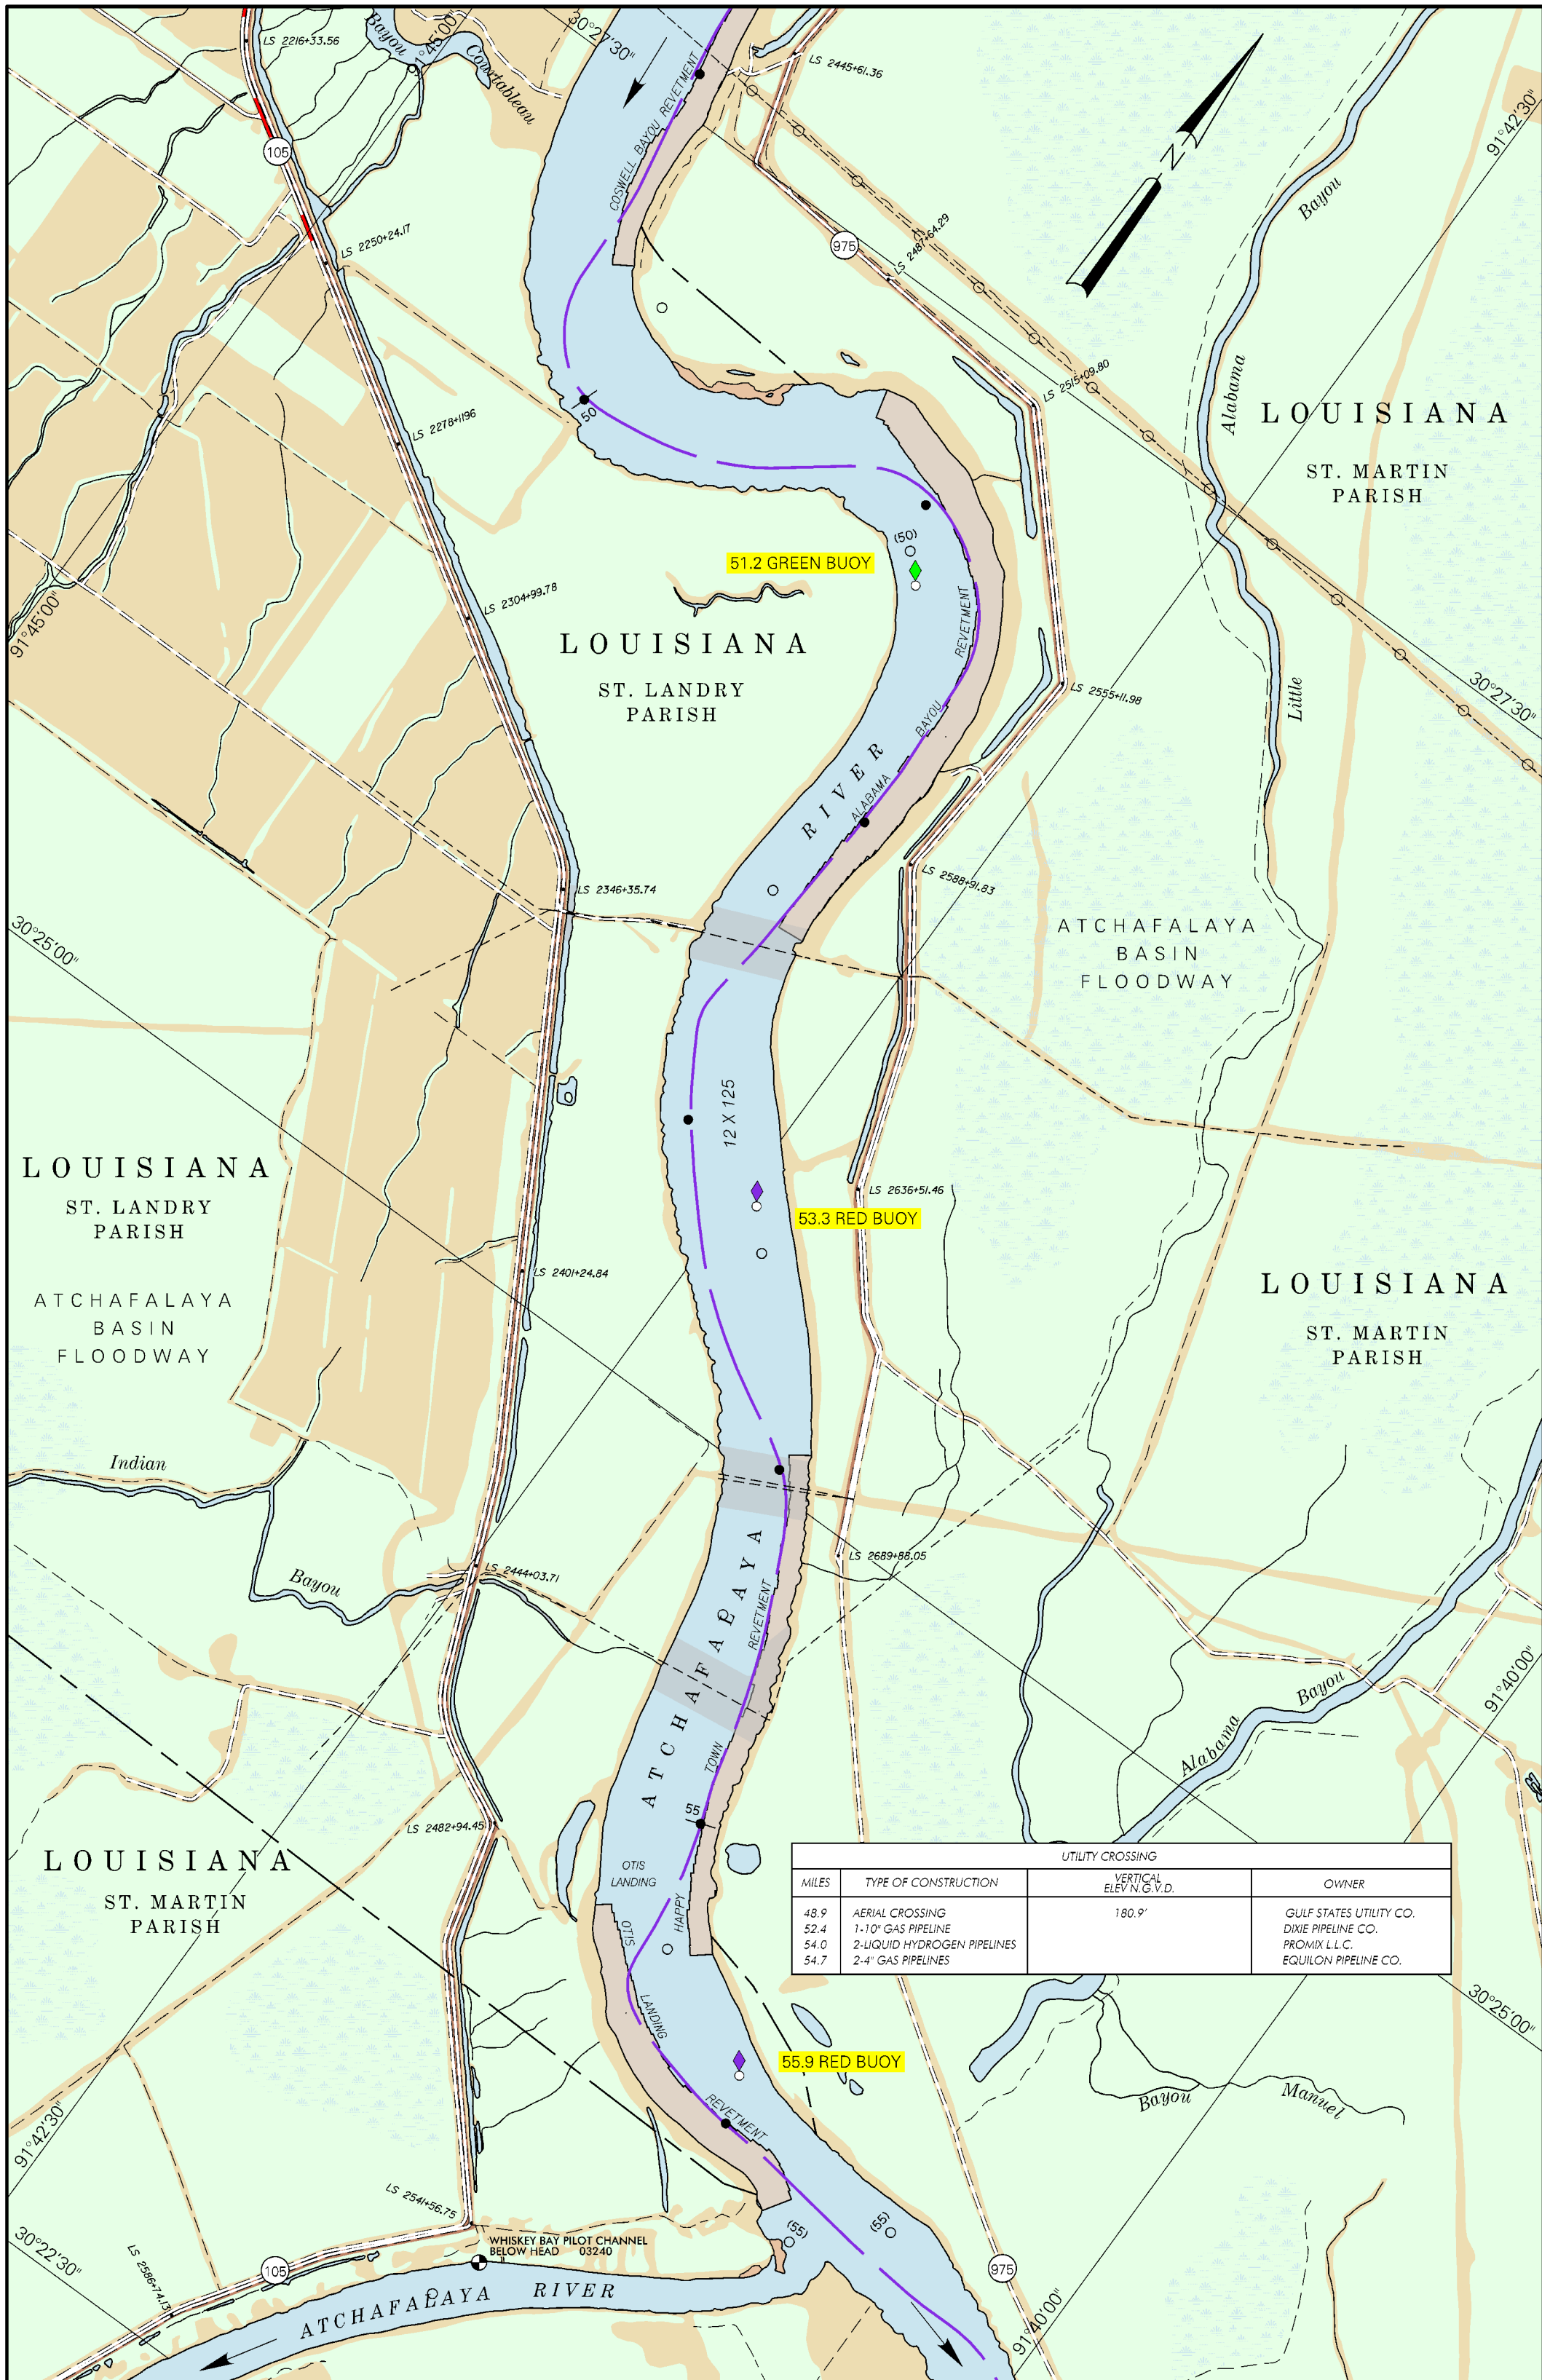 LS 2216+33.56
Bayou
Courtableau
91°45'00"
30°27'30"
COSWELL BAYOU REVETMENT
LS 2445+61.36
N
91°42'30"
105
LS 2250+24.17
975
LS 2487+64.29
Bayou
Alabama
Little
50
LS 2278+1196
LS 2515+09.80
LOUISIANA
ST. MARTIN
PARISH
(50)
51.2 GREEN BUOY
91°45'00"
LS 2304+99.78
LOUISIANA
ST. LANDRY
PARISH
REVETMENT
BAYOU
ALABAMA
RIVER
LS 2555+11.98
30°27'30"
LS 2346+35.74
LS 2588+91.83
30°25'00"
ATCHAFALAYA
BASIN
FLOODWAY
12 X 125
LOUISIANA
ST. LANDRY
PARISH
LS 2636+51.46
53.3 RED BUOY
ATCHAFALAYA
BASIN
FLOODWAY
LS 2401+24.84
LOUISIANA
ST. MARTIN
PARISH
Indian
Bayou
LS 2444+03.71
LS 2689+88.05
ATCHAFALAYA
REVETMENT
TOWN
HAPPY
91°40'00"
Bayou
Alabama
55
LS 2482+94.45
LOUISIANA
ST. MARTIN
PARISH
OTIS
LANDING
OTIS
LANDING
REVETMENT
UTILITY CROSSING
MILES TYPE OF CONSTRUCTION VERTICAL ELEV N.G.V.D. OWNER
48.9 AERIAL CROSSING 180.9' GULF STATES UTILITY CO.
52.4 1-10" GAS PIPELINE DIXIE PIPELINE CO.
54.0 2-LIQUID HYDROGEN PIPELINES PROMIX L.L.C.
54.7 2-4" GAS PIPELINES EQUILON PIPELINE CO.
30°25'00"
55.9 RED BUOY
Bayou
Manuel
91°42'30"
LS 2541+56.75
(55)
(55)
30°22'30"
LS 2586+74.13
105
WHISKEY BAY PILOT CHANNEL
BELOW HEAD 03240
975
91°40'00"
ATCHAFALAYA RIVER